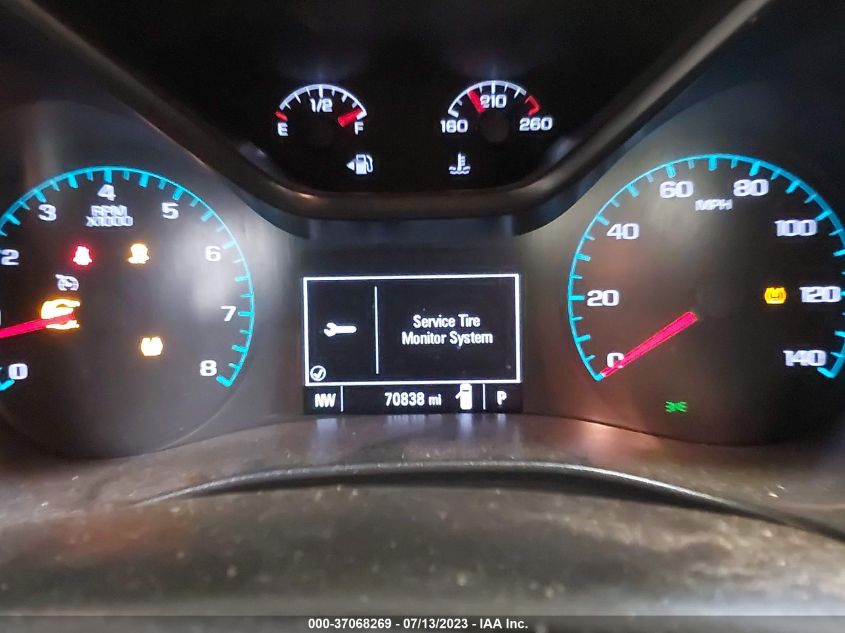 1/2
E F
210
160 260
0 2 3 4 5 6 7 8
RPM
X1000
0 20 40 60 80 100 120 140
MPH
Service Tire
Monitor System
NW 70838 mi P
000-37068269 - 07/13/2023 - IAA Inc.